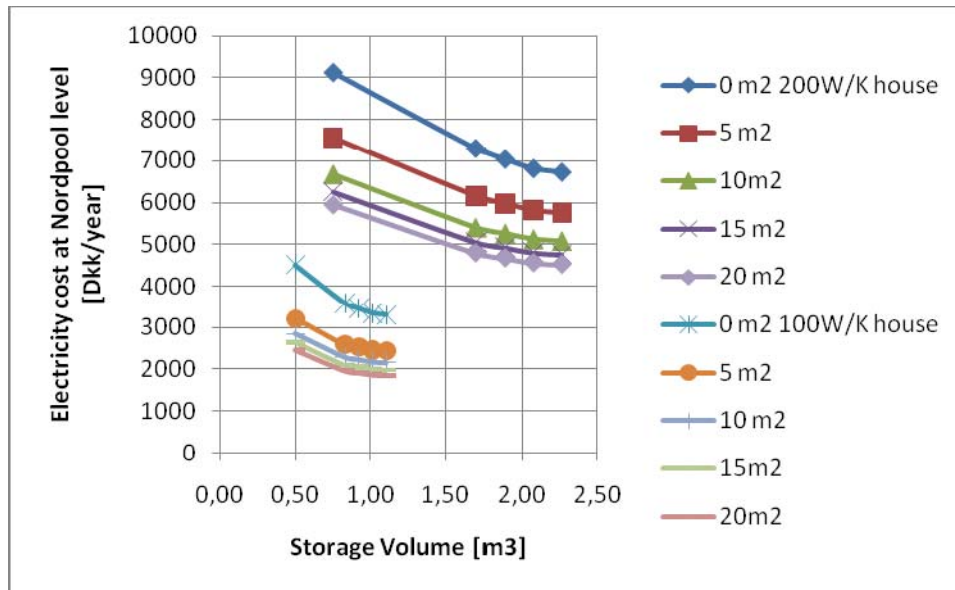 Electricity cost at Nordpool level
[Dkk/year]
10000
9000
8000
7000
6000
5000
4000
3000
2000
1000
0
0,00 0,50 1,00 1,50 2,00 2,50
Storage Volume [m3]
0 m2 200W/K house
5 m2
10m2
15 m2
20 m2
0 m2 100W/K house
5 m2
10 m2
15m2
20m2